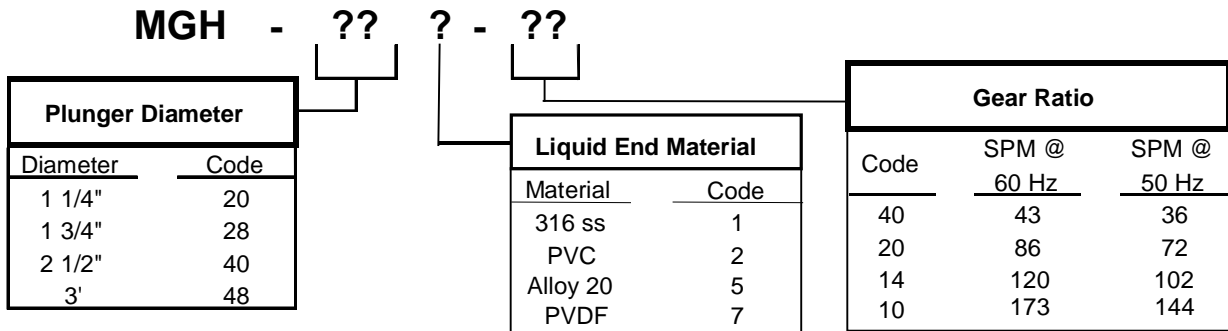 MGH - ?? ? - ??
Plunger Diameter
Diameter Code
1 1/4" 20
1 3/4" 28
2 1/2" 40
3' 48
Liquid End Material
Material Code
316 ss 1
PVC 2
Alloy 20 5
PVDF 7
Gear Ratio
Code SPM @ 60 Hz SPM @ 50 Hz
40 43 36
20 86 72
14 120 102
10 173 144